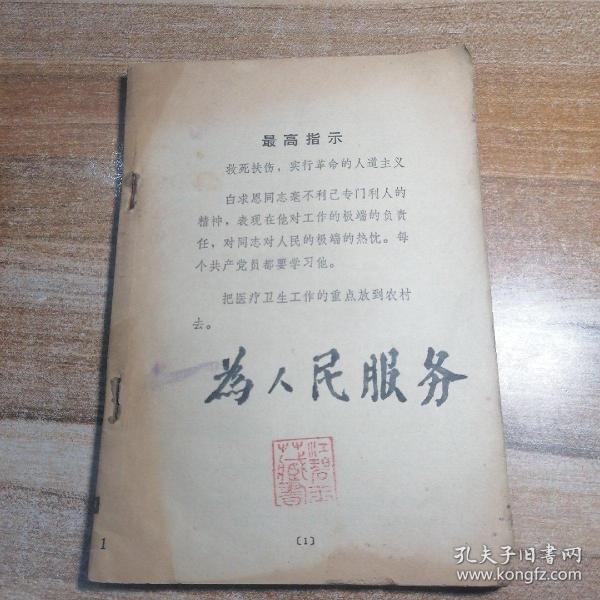 最高指示
救死扶伤，实行革命的人道主义
白求恩同志毫不利己专门利人的
精神，表现在他对工作的极端的负责
任，对同志对人民的极端的热忱。每
个共产党员都要学习他。
把医疗卫生工作的重点放到农村
去。
为人民服务
藏书
1
〔1〕
孔夫子旧书网
www.kongfz.com